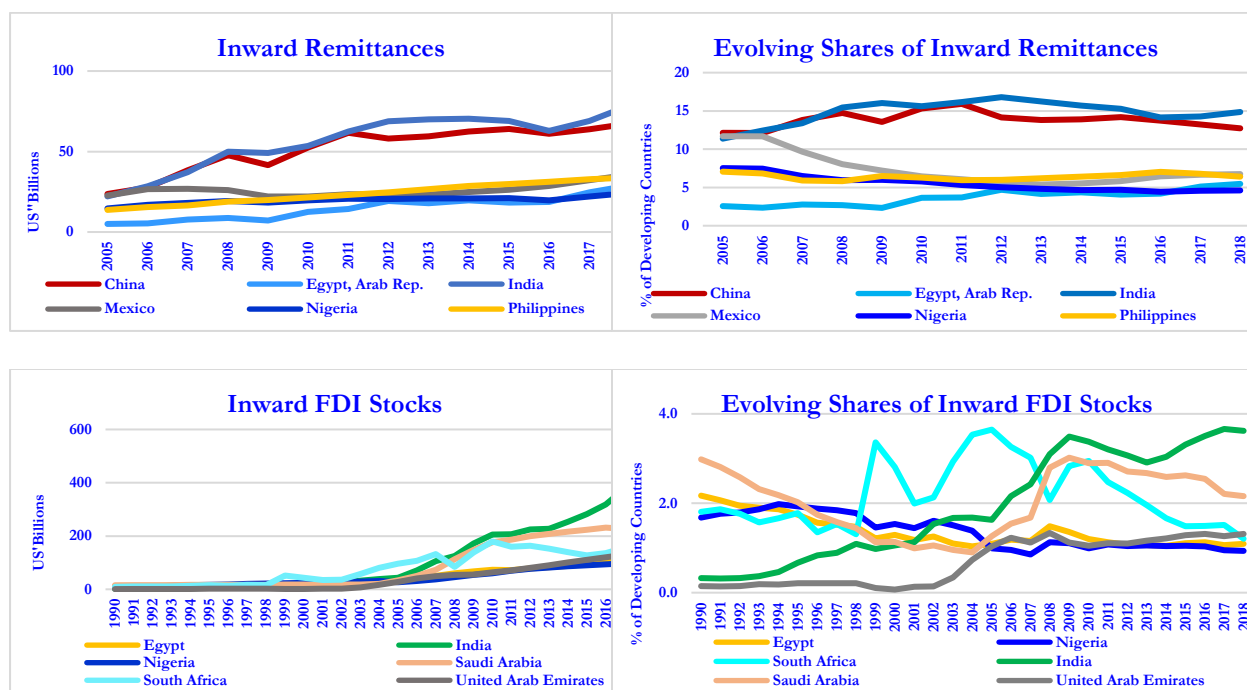 Inward Remittances
100
50
0
US"Billions
2005 2006 2007 2008 2009 2010 2011 2012 2013 2014 2015 2016 2017
China Egypt, Arab Rep. India
Mexico Nigeria Philippines
Evolving Shares of Inward Remittances
20
15
10
5
0
% of Developing Countries
2005 2006 2007 2008 2009 2010 2011 2012 2013 2014 2015 2016 2017 2018
China Egypt, Arab Rep. India
Mexico Nigeria Philippines
Inward FDI Stocks
600
400
200
0
US'Billions
1990 1991 1992 1993 1994 1995 1996 1997 1998 1999 2000 2001 2002 2003 2004 2005 2006 2007 2008 2009 2010 2011 2012 2013 2014 2015 2016
Egypt India
Nigeria Saudi Arabia
South Africa United Arab Emirates
Evolving Shares of Inward FDI Stocks
4.0
2.0
0.0
% of Developing Countries
1990 1991 1992 1993 1994 1995 1996 1997 1998 1999 2000 2001 2002 2003 2004 2005 2006 2007 2008 2009 2010 2011 2012 2013 2014 2015 2016 2017 2018
Egypt Nigeria
South Africa India
Saudi Arabia United Arab Emirates